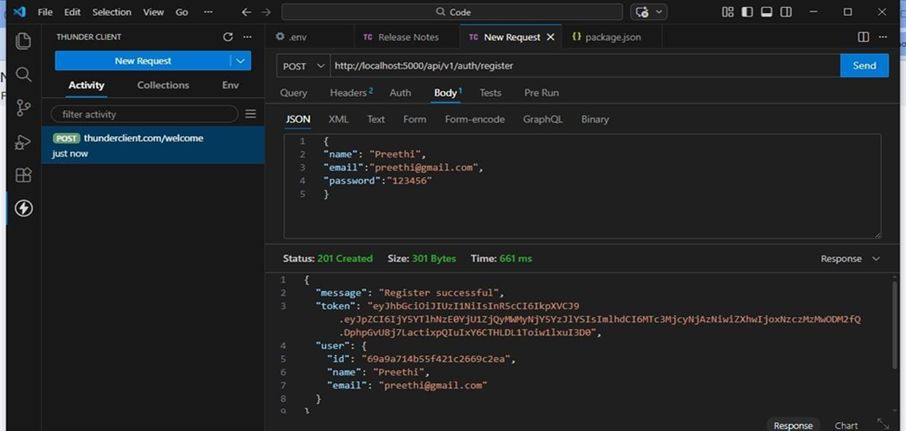 File Edit Selection View Go ··· Code
THUNDER CLIENT ···
.env TC Release Notes TC New Request {} package.json ···
New Request
POST http://localhost:5000/api/v1/auth/register Send
Activity Collections Env
Query Headers 2 Auth Body 1 Tests Pre Run
filter activity
JSON XML Text Form Form-encode GraphQL Binary
POST thunderclient.com/welcome
just now
1 {
2 "name": "Preethi",
3 "email":"preethi@gmail.com",
4 "password":"123456"
5 }
Status: 201 Created Size: 301 Bytes Time: 661 ms Response
1 {
2 "message": "Register successful",
3 "token": "eyJhbGciOiJIUzI1NiIsInR5cCI6IkpXVCJ9
4 "user": {
5 "id": "69a9a714b55f421c2669c2ea",
6 "name": "Preethi",
7 "email": "preethi@gmail.com"
8 }
9 }
Response Chart